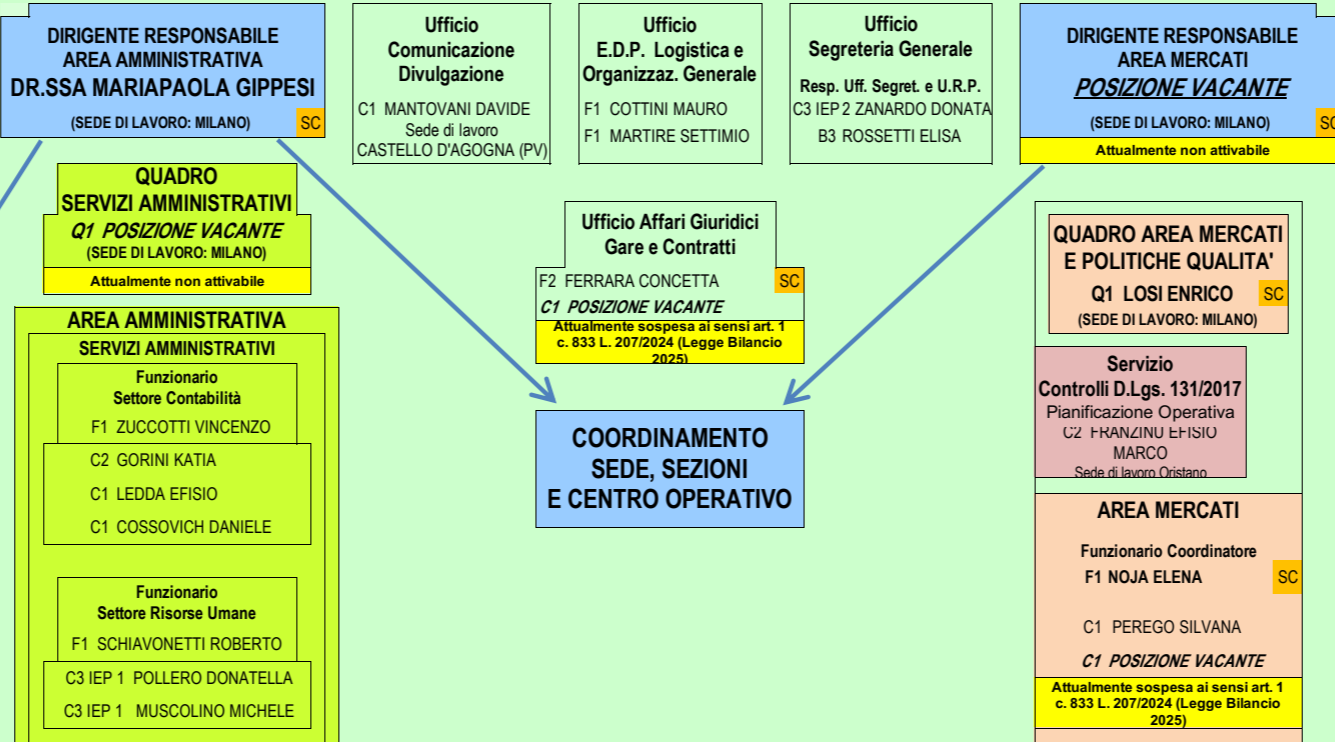 DIRIGENTE RESPONSABILE
AREA AMMINISTRATIVA
DR.SSA MARIAPAOLA GIPPESI
(SEDE DI LAVORO: MILANO)
SC
Ufficio
Comunicazione
Divulgazione
C1 MANTOVANI DAVIDE
Sede di lavoro
CASTELLO D'AGOGNA (PV)
Ufficio
E.D.P. Logistica e
Organizzaz. Generale
F1 COTTINI MAURO
F1 MARTIRE SETTIMIO
Ufficio
Segreteria Generale
Resp. Uff. Segret. e U.R.P.
C3 IEP 2 ZANARDO DONATA
B3 ROSSETTI ELISA
DIRIGENTE RESPONSABILE
AREA MERCATI
POSIZIONE VACANTE
(SEDE DI LAVORO: MILANO)
SC
Attualmente non attivabile
QUADRO
SERVIZI AMMINISTRATIVI
Q1 POSIZIONE VACANTE
(SEDE DI LAVORO: MILANO)
Attualmente non attivabile
Ufficio Affari Giuridici
Gare e Contratti
F2 FERRARA CONCETTA
SC
C1 POSIZIONE VACANTE
Attualmente sospesa ai sensi art. 1
c. 833 L. 207/2024 (Legge Bilancio
2025)
QUADRO AREA MERCATI
E POLITICHE QUALITA'
Q1 LOSI ENRICO
SC
(SEDE DI LAVORO: MILANO)
AREA AMMINISTRATIVA
SERVIZI AMMINISTRATIVI
Funzionario
Settore Contabilità
F1 ZUCCOTTI VINCENZO
C2 GORINI KATIA
C1 LEDDA EFISIO
C1 COSSOVICH DANIELE
Funzionario
Settore Risorse Umane
F1 SCHIAVONETTI ROBERTO
C3 IEP 1 POLLERO DONATELLA
C3 IEP 1 MUSCOLINO MICHELE
COORDINAMENTO
SEDE, SEZIONI
E CENTRO OPERATIVO
Servizio
Controlli D.Lgs. 131/2017
Pianificazione Operativa
C2 FRANZINU EFISIO
MARCO
Sede di lavoro Oristano
AREA MERCATI
Funzionario Coordinatore
F1 NOJA ELENA
SC
C1 PEREGO SILVANA
C1 POSIZIONE VACANTE
Attualmente sospesa ai sensi art. 1
c. 833 L. 207/2024 (Legge Bilancio
2025)